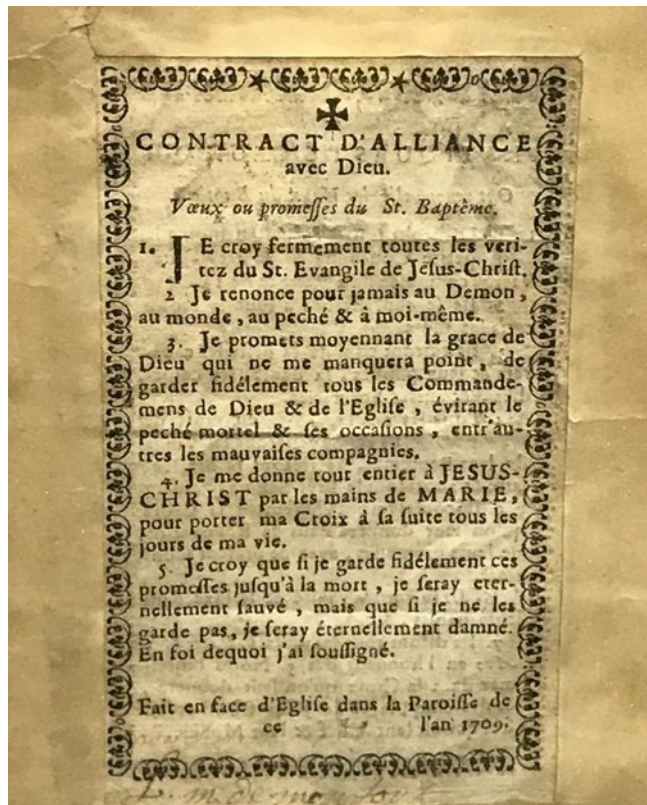 CONTRACT D'ALLIANCE
avec Dieu.
Vœux ou promeſſes du St. Baptême.
1. JE croy fermement toutes les veri-
tez du St. Evangile de Jeſus-Chriſt.
2 Je renonce pour jamais au Demon,
au monde, au peché & à moi-même.
3. Je promets moyennant la grace de
Dieu qui ne me manquera point, de
garder fidélement tous les Commande-
mens de Dieu & de l'Egliſe, évitant le
peché mortel & ſes occaſions, entr'au-
tres les mauvaiſes compagnies.
4. Je me donne tout entier à JESUS-
CHRIST par les mains de MARIE,
pour porter ma Croix à ſa ſuite tous les
jours de ma vie.
5. Je croy que ſi je garde fidélement ces
promeſſes juſqu'à la mort, je ſeray eter-
nellement ſauvé, mais que ſi je ne les
garde pas, je ſeray éternellement damné.
En foi dequoi j'ai ſouſſigné.
Fait en face d'Egliſe dans la Paroiſſe de
ce l'an 1709.